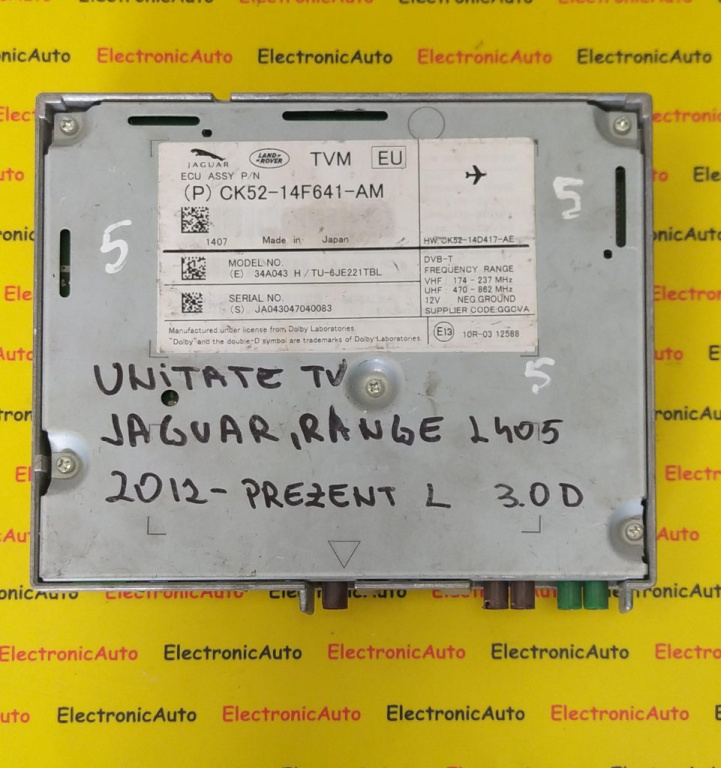 ElectronicAuto ElectronicAuto ElectronicAuto
JAGUAR LAND ROVER TVM EU
ECU ASSY P/N
(P) CK52-14F641-AM
1407 Made in Japan
HW.CK52-14D417-AE
MODEL NO.
(E) 34A043 H/TU-6JE221TBL
SERIAL NO.
(S) JA043047040083
DVB-T
FREQUENCY RANGE
VHF 174 - 237 MHz
UHF 470 - 862 MHz
12V NEG.GROUND
SUPPLIER CODE:GGCVA
Manufactured under license from Dolby Laboratories.
"Dolby" and the double-D symbol are trademarks of Dolby Laboratories.
E13 10R-03 12588
5
5
5
UNITATE TV
JAGUAR, RANGE L405
2012- PREZENT L 3.0D
ElectronicAuto ElectronicAuto ElectronicAuto ElectronicAuto
ElectronicAuto ElectronicAuto ElectronicAuto ElectronicAuto